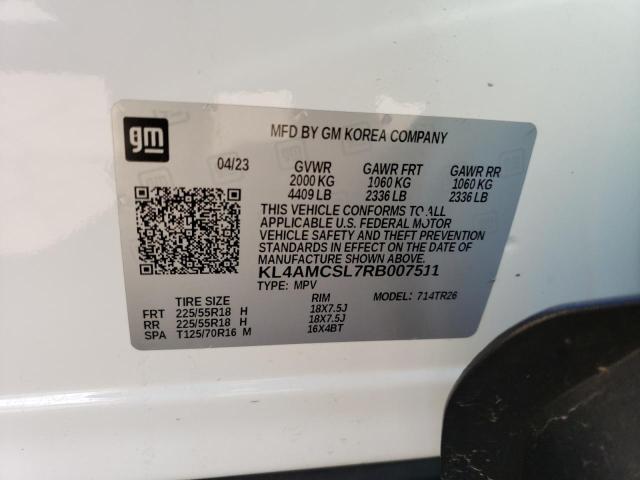 gm
MFD BY GM KOREA COMPANY
04/23 GVWR GAWR FRT GAWR RR
2000 KG 1060 KG 1060 KG
4409 LB 2336 LB 2336 LB
THIS VEHICLE CONFORMS TO ALL
APPLICABLE U.S. FEDERAL MOTOR
VEHICLE SAFETY AND THEFT PREVENTION
STANDARDS IN EFFECT ON THE DATE OF
MANUFACTURE SHOWN ABOVE.
KL4AMCSL7RB007511
TYPE: MPV MODEL: 714TR26
TIRE SIZE RIM
FRT 225/55R18 H 18X7.5J
RR 225/55R18 H 18X7.5J
SPA T125/70R16 M 16X4BT